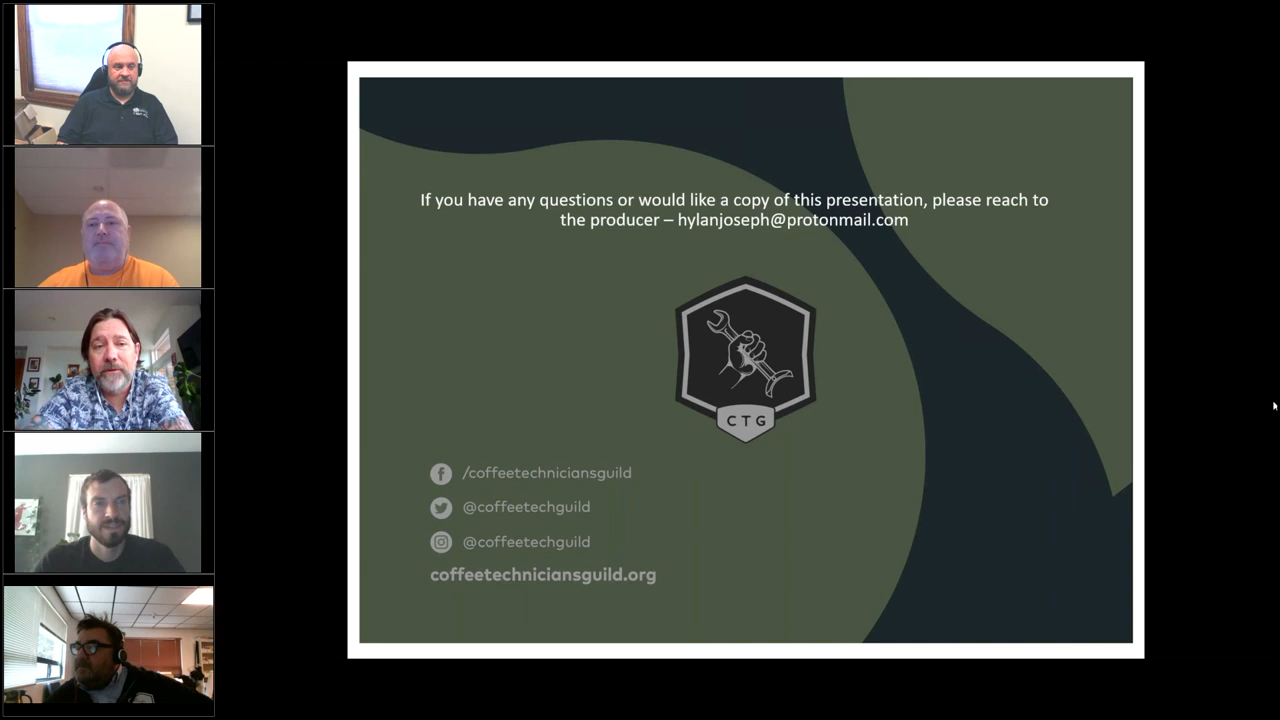 If you have any questions or would like a copy of this presentation, please reach to
the producer – hylanjoseph@protonmail.com
CTG
/coffeetechniciansguild
@coffeetechguild
@coffeetechguild
coffeetechniciansguild.org